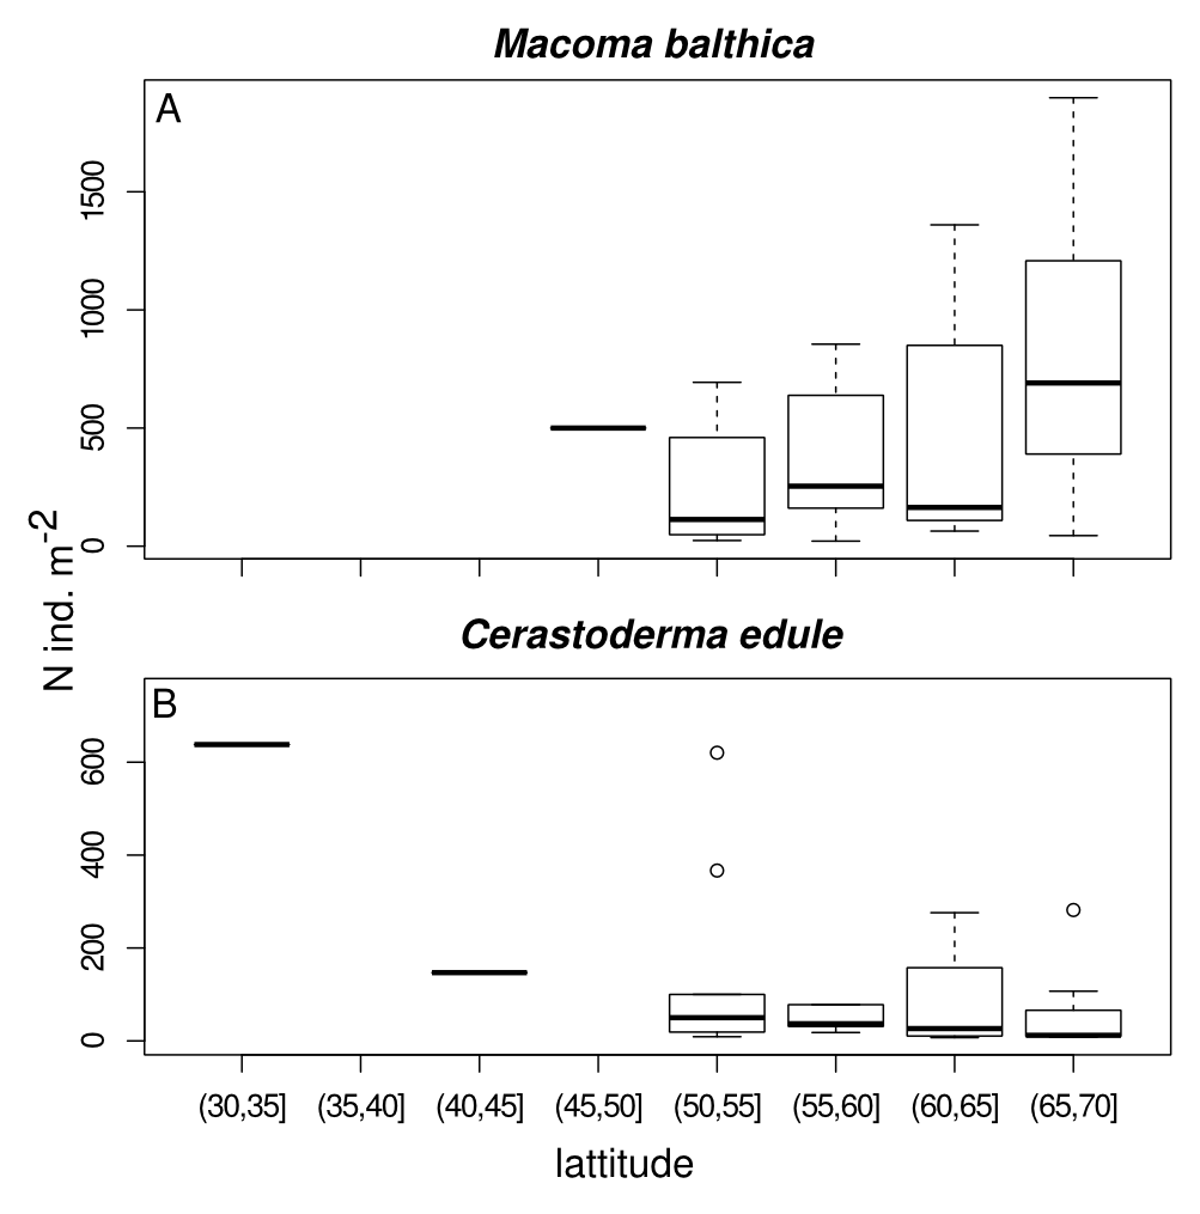 Macoma balthica
A
1500
1000
500
0
N ind. m-2
Cerastoderma edule
B
600
400
200
0
(30,35] (35,40] (40,45] (45,50] (50,55] (55,60] (60,65] (65,70]
lattitude